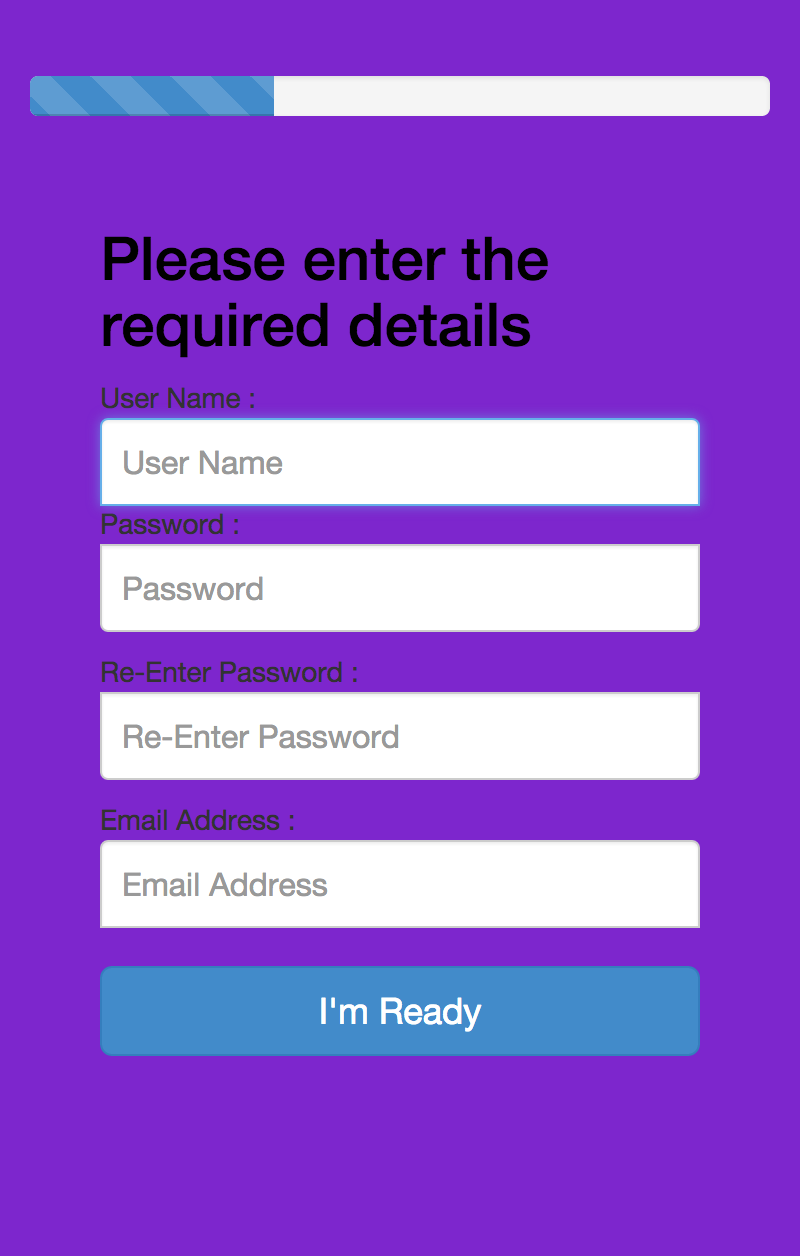 Please enter the
required details
User Name :
User Name
Password :
Password
Re-Enter Password :
Re-Enter Password
Email Address :
Email Address
I'm Ready